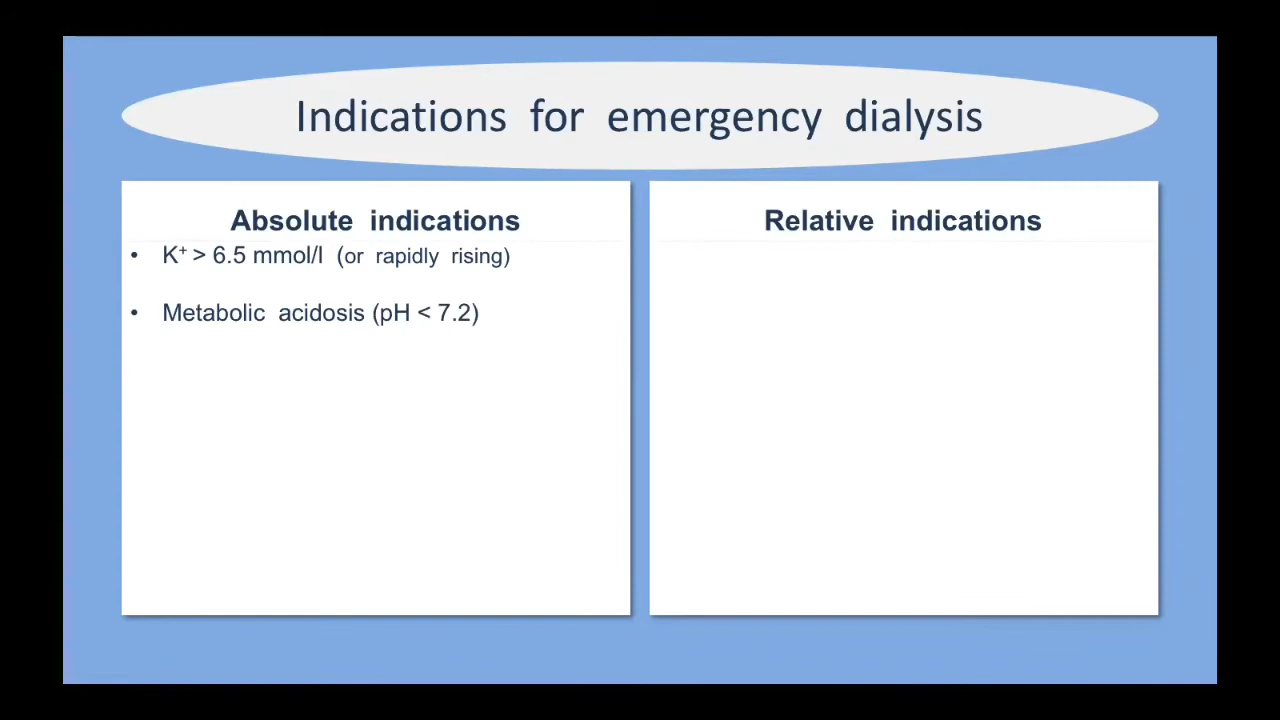 Indications for emergency dialysis
Absolute indications
• K⁺ > 6.5 mmol/l (or rapidly rising)
• Metabolic acidosis (pH < 7.2)
Relative indications